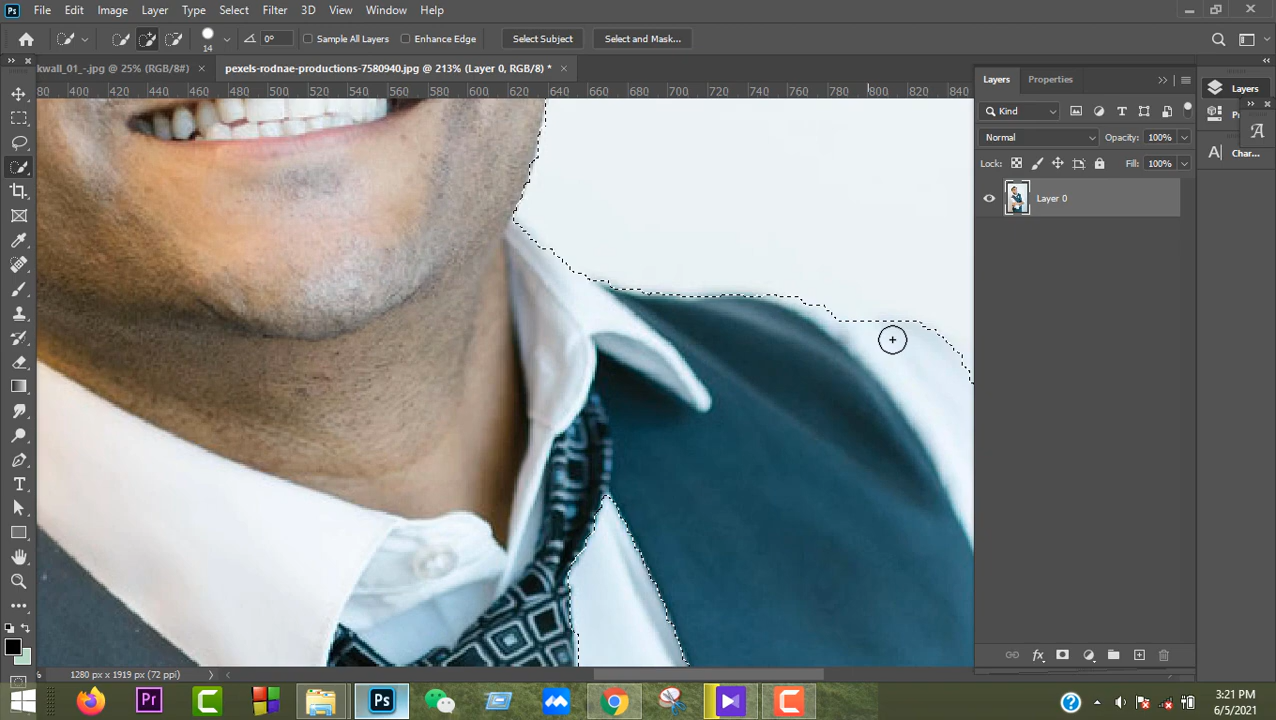 Ps File Edit Image Layer Type Select Filter 3D View Window Help
14 0° Sample All Layers Enhance Edge Select Subject Select and Mask...
kwall_01_-.jpg @ 25% (RGB/8#) pexels-rodnae-productions-7580940.jpg @ 213% (Layer 0, RGB/8) *
80 400 420 440 460 480 500 520 540 560 580 600 620 640 660 680 700 720 740 760 780 800 820 840
Layers Properties
Layers
Kind
Normal Opacity: 100%
Char...
Lock: Fill: 100%
Layer 0
1280 px x 1919 px (72 ppi)
fx
Pr C Ps C
3:21 PM
6/5/2021